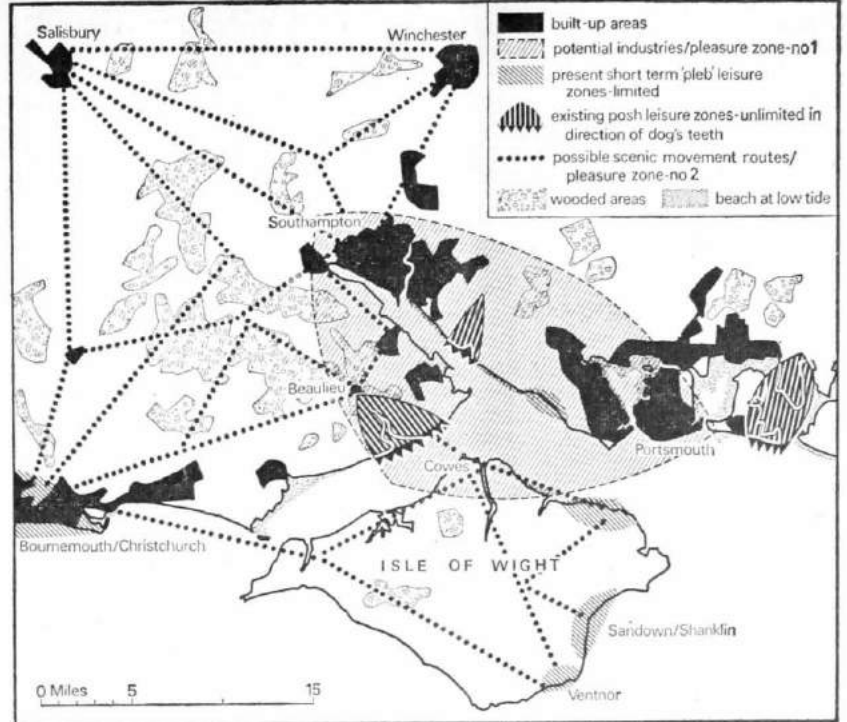 Salisbury
Winchester
built-up areas
potential industries/pleasure zone-no1
present short term 'pleb' leisure
zones-limited
existing posh leisure zones-unlimited in
direction of dog's teeth
possible scenic movement routes/
pleasure zone-no 2
wooded areas
beach at low tide
Southampton
Beaulieu
Portsmouth
Cowes
Bournemouth/Christchurch
ISLE OF WIGHT
Sandown/Shanklin
Ventnor
0 Miles 5 15